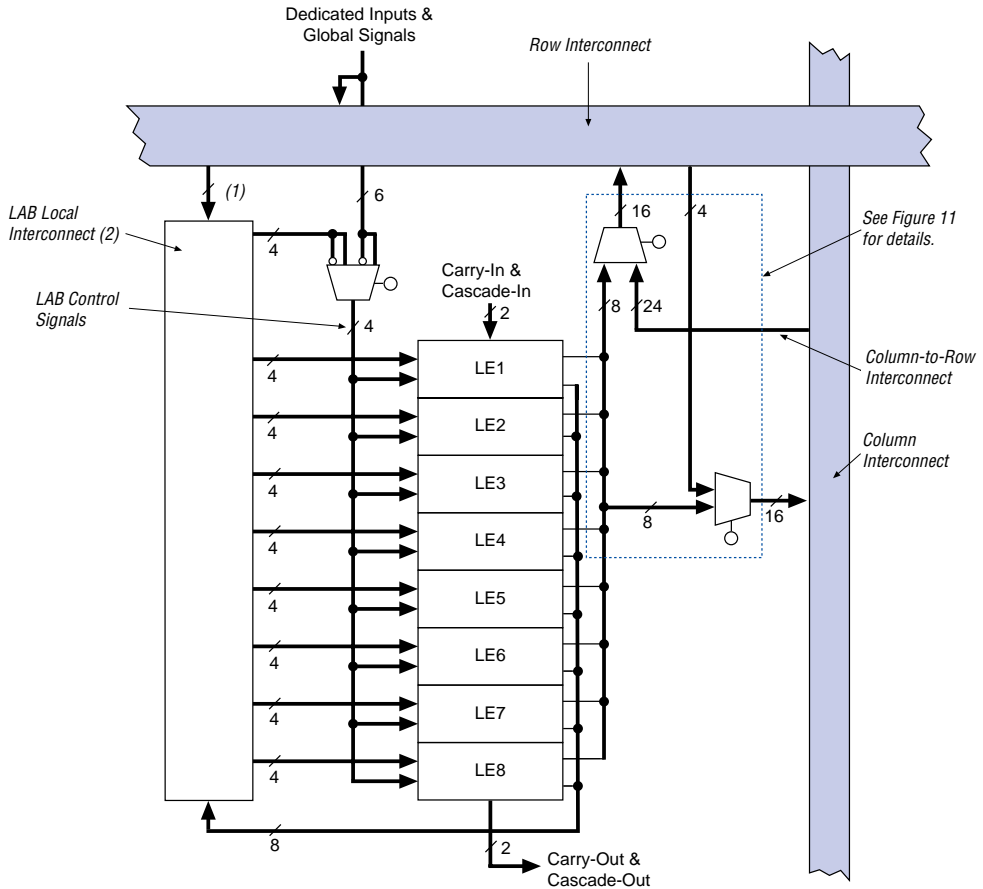 Dedicated Inputs &
Global Signals
Row Interconnect
(1)
6
16
4
LAB Local
Interconnect (2)
See Figure 11
for details.
4
LAB Control
Signals
4
Carry-In &
Cascade-In
2
8
24
Column-to-Row
Interconnect
LE1
4
LE2
4
Column
Interconnect
LE3
4
16
8
LE4
4
LE5
4
LE6
4
LE7
4
LE8
4
8
2
Carry-Out &
Cascade-Out